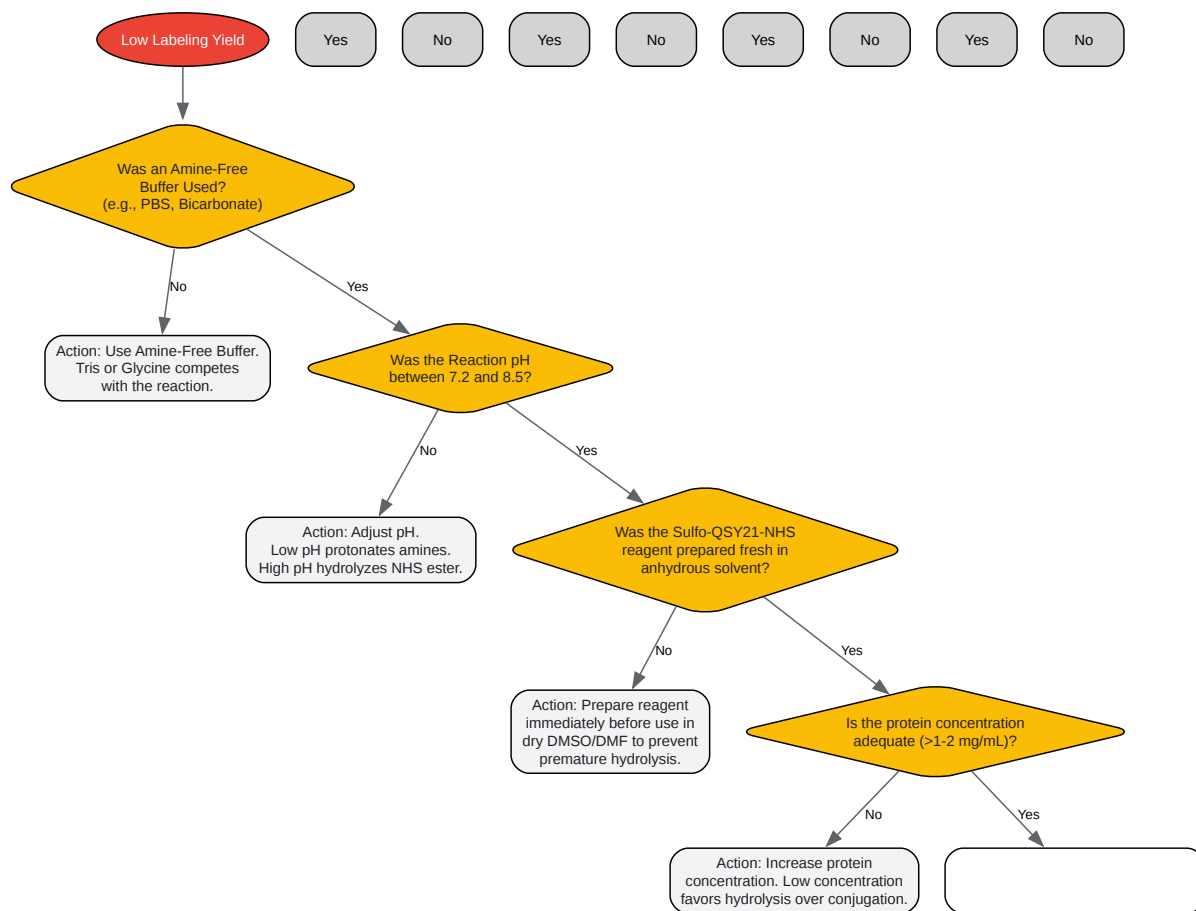 Low Labeling Yield
Yes
No
Yes
No
Yes
No
Yes
No
Was an Amine-Free
Buffer Used?
(e.g., PBS, Bicarbonate)
No
Yes
Action: Use Amine-Free Buffer.
Tris or Glycine competes
with the reaction.
Was the Reaction pH
between 7.2 and 8.5?
No
Yes
Action: Adjust pH.
Low pH protonates amines.
High pH hydrolyzes NHS ester.
Was the Sulfo-QSY21-NHS
reagent prepared fresh in
anhydrous solvent?
No
Yes
Action: Prepare reagent
immediately before use in
dry DMSO/DMF to prevent
premature hydrolysis.
Is the protein concentration
adequate (>1-2 mg/mL)?
No
Yes
Action: Increase protein
concentration. Low concentration
favors hydrolysis over conjugation.